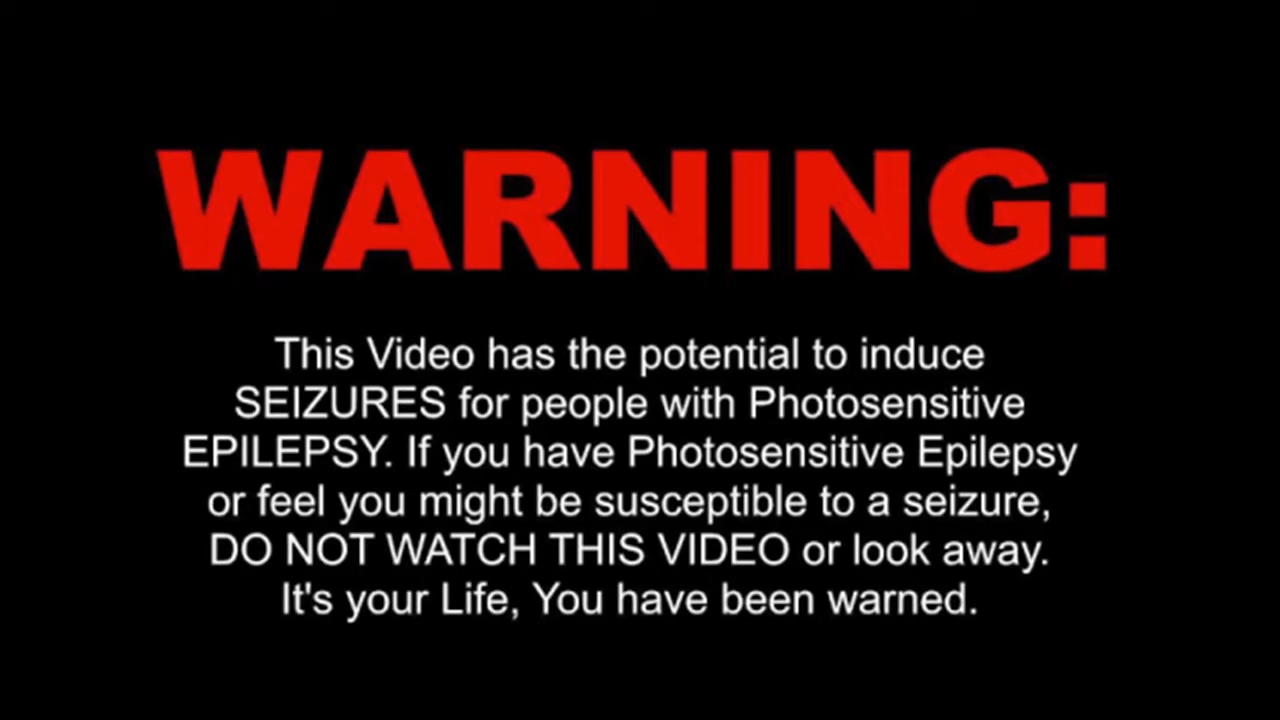 WARNING:
This Video has the potential to induce
SEIZURES for people with Photosensitive
EPILEPSY. If you have Photosensitive Epilepsy
or feel you might be susceptible to a seizure,
DO NOT WATCH THIS VIDEO or look away.
It's your Life, You have been warned.